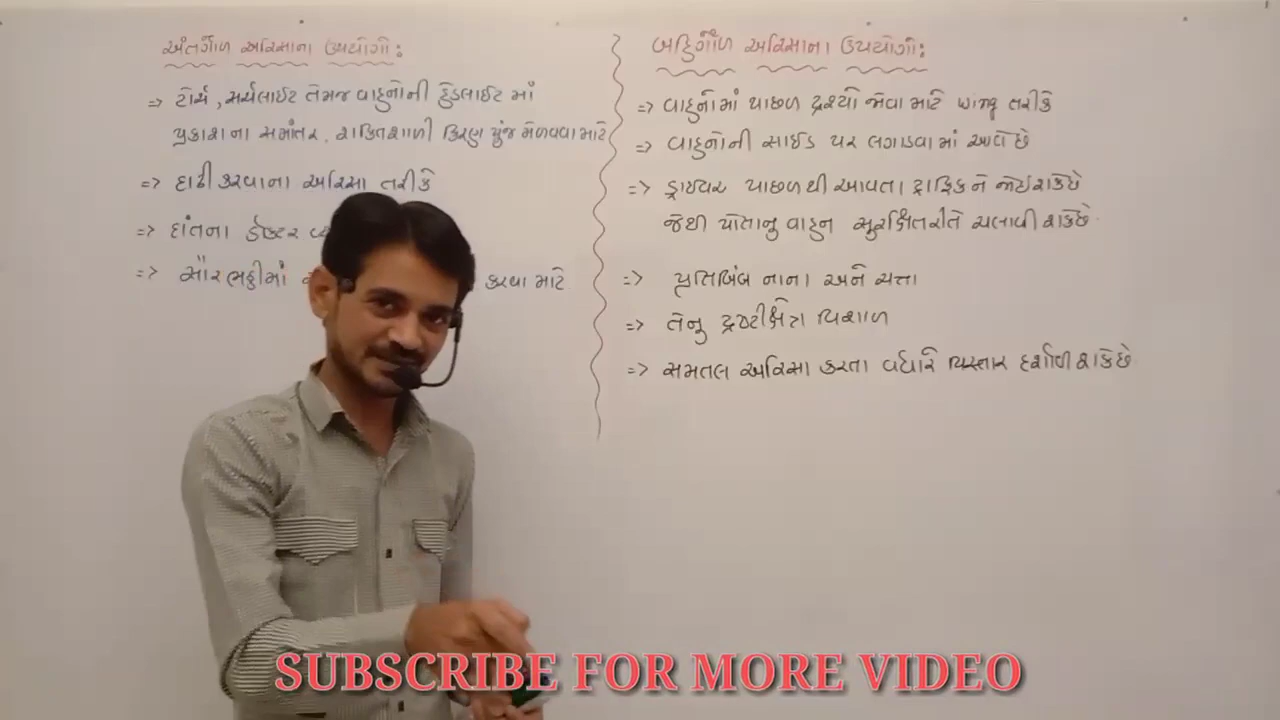 અંતર્ગોળ અરિસાના ઉપયોગો:
=> ટોર્ચ, સર્ચલાઈટ તેમજ વાહનોની હેડલાઈટ માં
પ્રકાશના સમાંતર, શક્તિશાળી કિરણ પુંજ મેળવવા માટે
=> દાઢી કરવાના અરિસા તરીકે
=> દાંતના ડોક્ટર
=> સૌર ભઠ્ઠીમાં કરવા માટે
બહિર્ગોળ અરિસાના ઉપયોગો:
=> વાહનોમાં પાછળ દ્રશ્યો જોવા માટે wing તરીકે
=> વાહનોની સાઈડ પર લગાડવામાં આવે છે
=> ડ્રાઈવર પાછળથી આવતા ટ્રાફિકને જોઈ શકે છે
જેથી પોતાનુ વાહન સુરક્ષિત રીતે ચલાવી શકે છે.
=> પ્રતિબિંબ નાના અને ચત્તા
=> તેનુ દ્રષ્ટીક્ષેત્ર વિશાળ
=> સમતલ અરિસા કરતા વધારે વિસ્તાર દર્શાવી શકે છે
SUBSCRIBE FOR MORE VIDEO